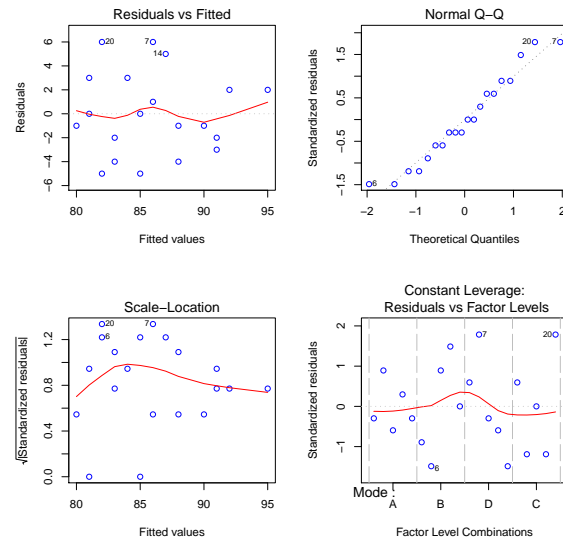 Residuals vs Fitted
Residuals
−6 −4 −2 0 2 4 6
20
7
14
80 85 90 95
Fitted values
Normal Q−Q
Standardized residuals
−1.5 −0.5 0.5 1.5
20
7
6
−2 −1 0 1 2
Theoretical Quantiles
Scale−Location
√|Standardized residuals|
0.0 0.4 0.8 1.2
20
7
6
80 85 90 95
Fitted values
Constant Leverage:
Residuals vs Factor Levels
Standardized residuals
−1 0 1 2
7
20
6
Mode :
A B D C
Factor Level Combinations